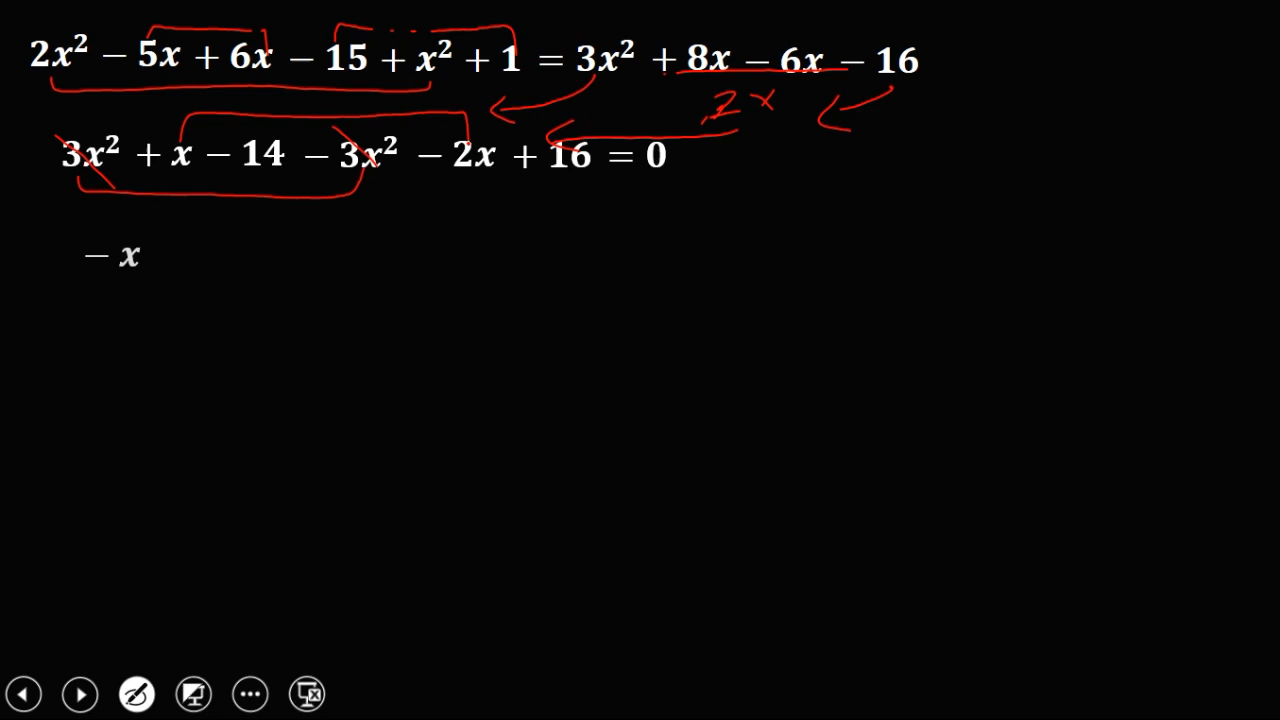 2x² − 5x + 6x − 15 + x² + 1 = 3x² + 8x − 6x − 16
2x
3x² + x − 14 − 3x² − 2x + 16 = 0
− x